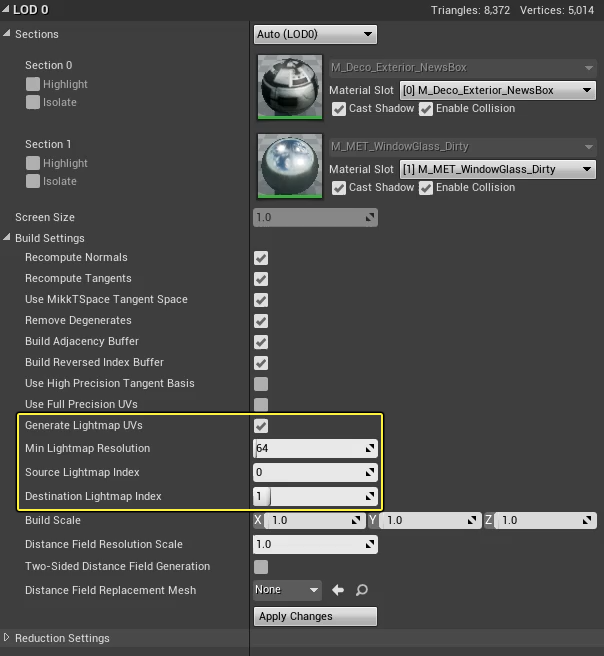 LOD 0 Triangles: 8,372 Vertices: 5,014
Sections Auto (LOD0)
Section 0 M_Deco_Exterior_NewsBox
Highlight Material Slot [0] M_Deco_Exterior_NewsBox
Isolate Cast Shadow Enable Collision
Section 1 M_MET_WindowGlass_Dirty
Highlight Material Slot [1] M_MET_WindowGlass_Dirty
Isolate Cast Shadow Enable Collision
Screen Size 1.0
Build Settings
Recompute Normals
Recompute Tangents
Use MikkTSpace Tangent Space
Remove Degenerates
Build Adjacency Buffer
Build Reversed Index Buffer
Use High Precision Tangent Basis
Use Full Precision UVs
Generate Lightmap UVs
Min Lightmap Resolution 64
Source Lightmap Index 0
Destination Lightmap Index 1
Build Scale X 1.0 Y 1.0 Z 1.0
Distance Field Resolution Scale 1.0
Two-Sided Distance Field Generation
Distance Field Replacement Mesh None
Apply Changes
Reduction Settings